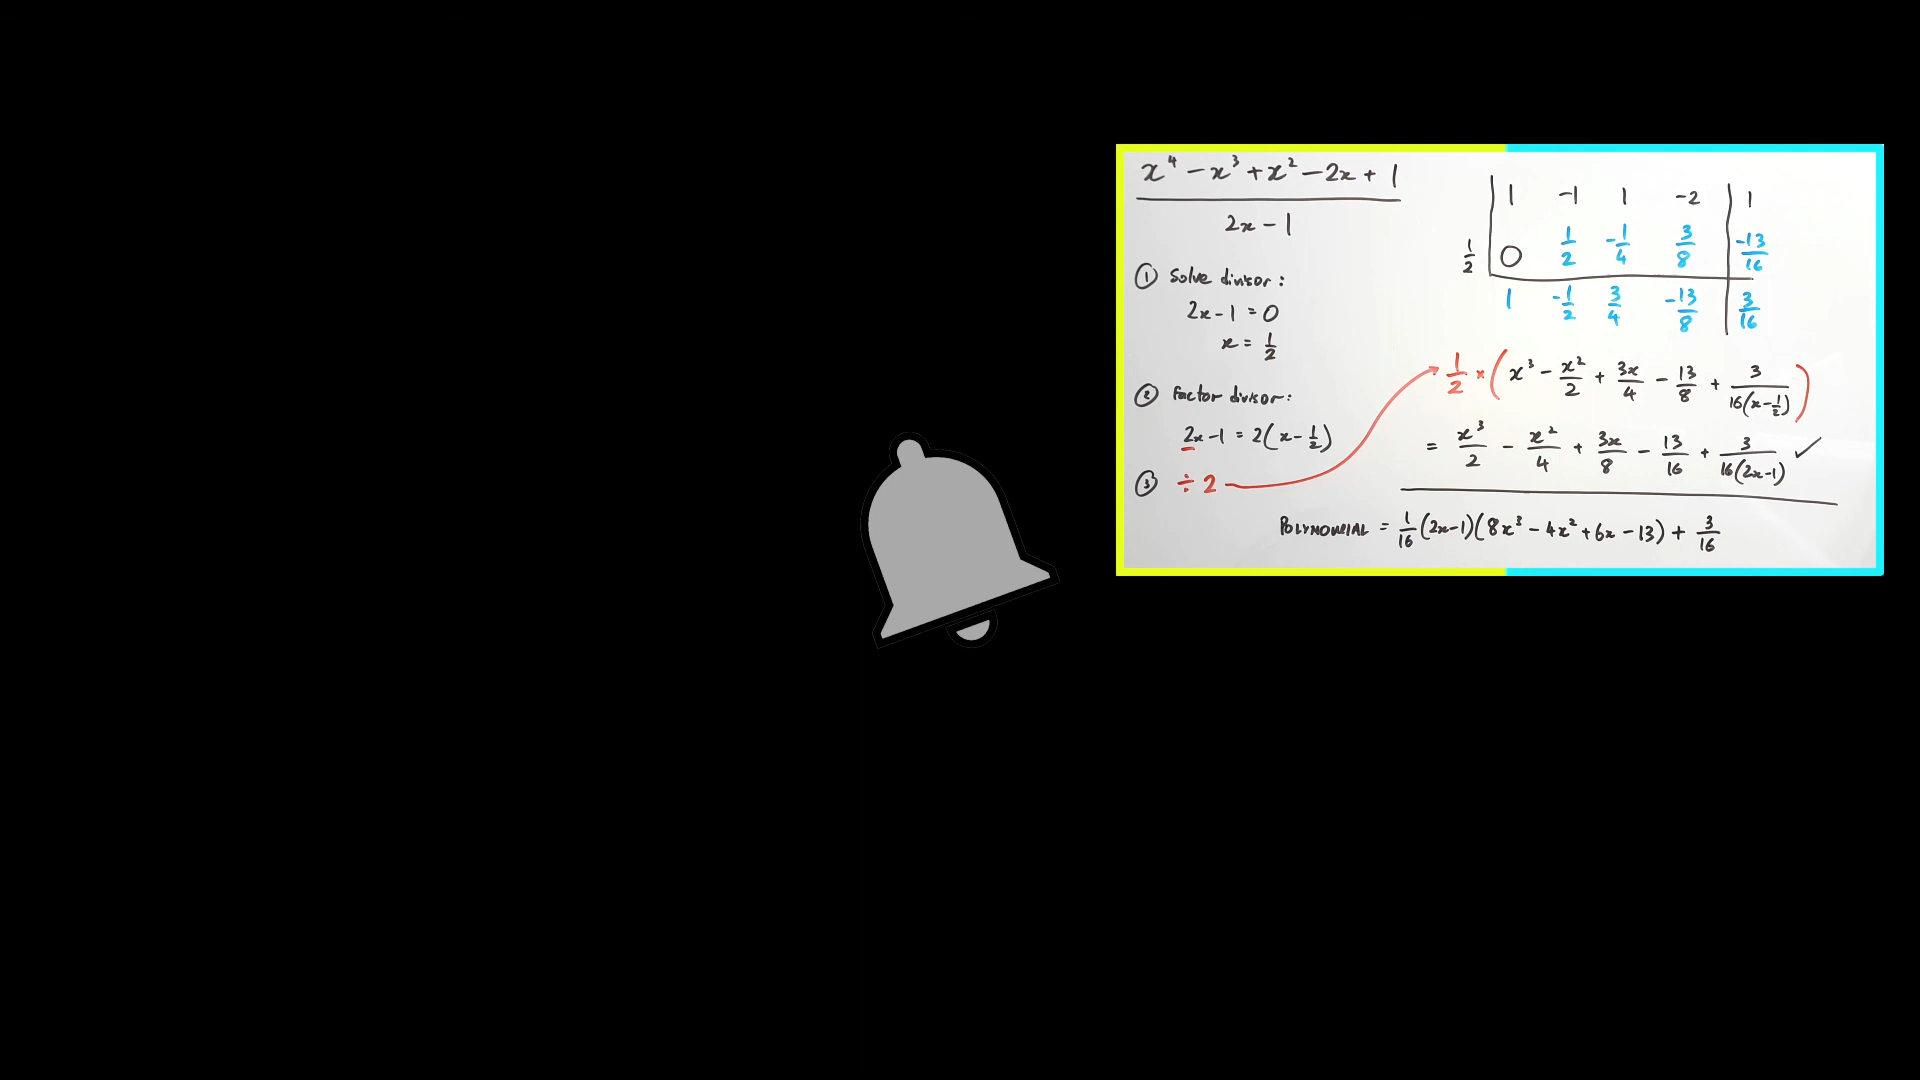 x⁴ - x³ + x² - 2x + 1
2x - 1
① Solve divisor:
2x - 1 = 0
x = 1/2
② Factor divisor:
2x - 1 = 2(x - 1/2)
③ ÷ 2
1 -1 1 -2 1
1/2 0 1/2 -1/4 3/8 -13/16
1 -1/2 3/4 -13/8 3/16
1/2 × (x³ - x²/2 + 3x/4 - 13/8 + 3/16(x - 1/2))
= x³/2 - x²/4 + 3x/8 - 13/16 + 3/16(2x-1) ✓
POLYNOMIAL = 1/16 (2x-1)(8x³ - 4x² + 6x - 13) + 3/16